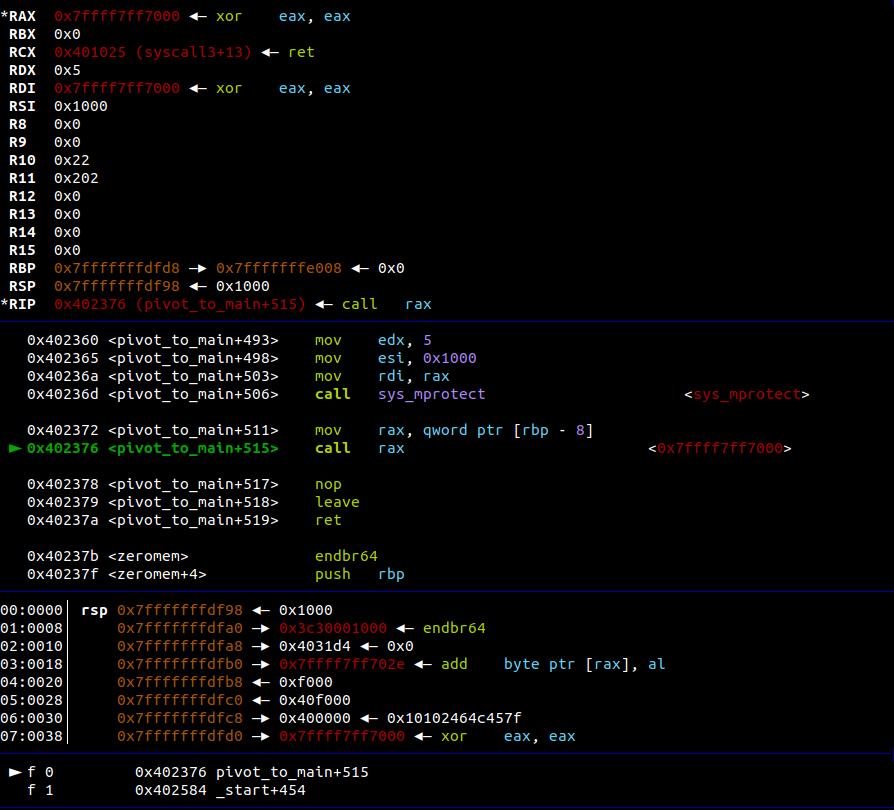 *RAX  0x7ffff7ff7000 ◂— xor    eax, eax
 RBX  0x0
 RCX  0x401025 (syscall3+13) ◂— ret
 RDX  0x5
 RDI  0x7ffff7ff7000 ◂— xor    eax, eax
 RSI  0x1000
 R8   0x0
 R9   0x0
 R10  0x22
 R11  0x202
 R12  0x0
 R13  0x0
 R14  0x0
 R15  0x0
 RBP  0x7fffffffdfd8 —▸ 0x7fffffffe008 ◂— 0x0
 RSP  0x7fffffffdf98 ◂— 0x1000
*RIP  0x402376 (pivot_to_main+515) ◂— call   rax
   0x402360 <pivot_to_main+493>    mov    edx, 5
   0x402365 <pivot_to_main+498>    mov    esi, 0x1000
   0x40236a <pivot_to_main+503>    mov    rdi, rax
   0x40236d <pivot_to_main+506>    call   sys_mprotect                      <sys_mprotect>
   0x402372 <pivot_to_main+511>    mov    rax, qword ptr [rbp - 8]
 ► 0x402376 <pivot_to_main+515>    call   rax                           <0x7ffff7ff7000>
   0x402378 <pivot_to_main+517>    nop
   0x402379 <pivot_to_main+518>    leave
   0x40237a <pivot_to_main+519>    ret
   0x40237b <zeromem>              endbr64
   0x40237f <zeromem+4>            push   rbp
00:0000│  rsp 0x7fffffffdf98 ◂— 0x1000
01:0008│      0x7fffffffdfa0 —▸ 0x3c30001000 ◂— endbr64
02:0010│      0x7fffffffdfa8 —▸ 0x4031d4 ◂— 0x0
03:0018│      0x7fffffffdfb0 —▸ 0x7ffff7ff702e ◂— add    byte ptr [rax], al
04:0020│      0x7fffffffdfb8 ◂— 0xf000
05:0028│      0x7fffffffdfc0 ◂— 0x40f000
06:0030│      0x7fffffffdfc8 —▸ 0x400000 ◂— 0x10102464c457f
07:0038│      0x7fffffffdfd0 —▸ 0x7ffff7ff7000 ◂— xor    eax, eax
 ► f 0         0x402376 pivot_to_main+515
   f 1         0x402584 _start+454